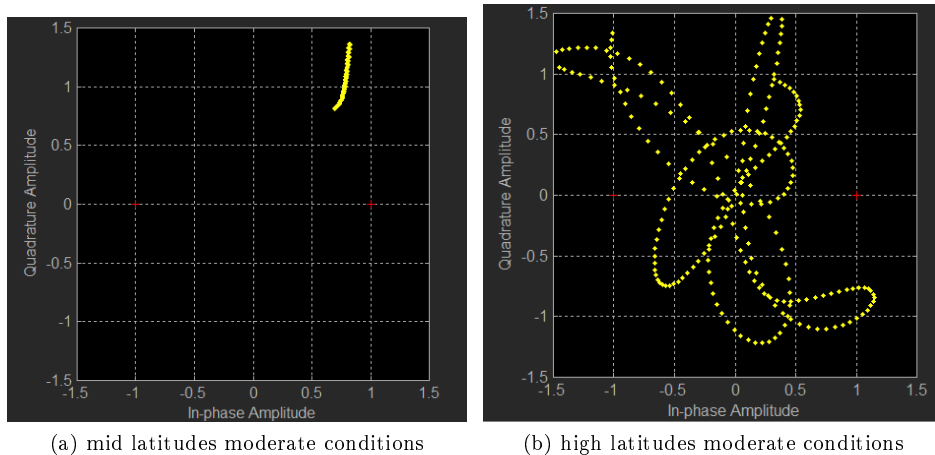 1.5
1
0.5
0
-0.5
-1
-1.5
Quadrature Amplitude
-1.5 -1 -0.5 0 0.5 1 1.5
In-phase Amplitude
(a) mid latitudes moderate conditions
1.5
1
0.5
0
-0.5
-1
-1.5
Quadrature Amplitude
-1.5 -1 -0.5 0 0.5 1 1.5
In-phase Amplitude
(b) high latitudes moderate conditions